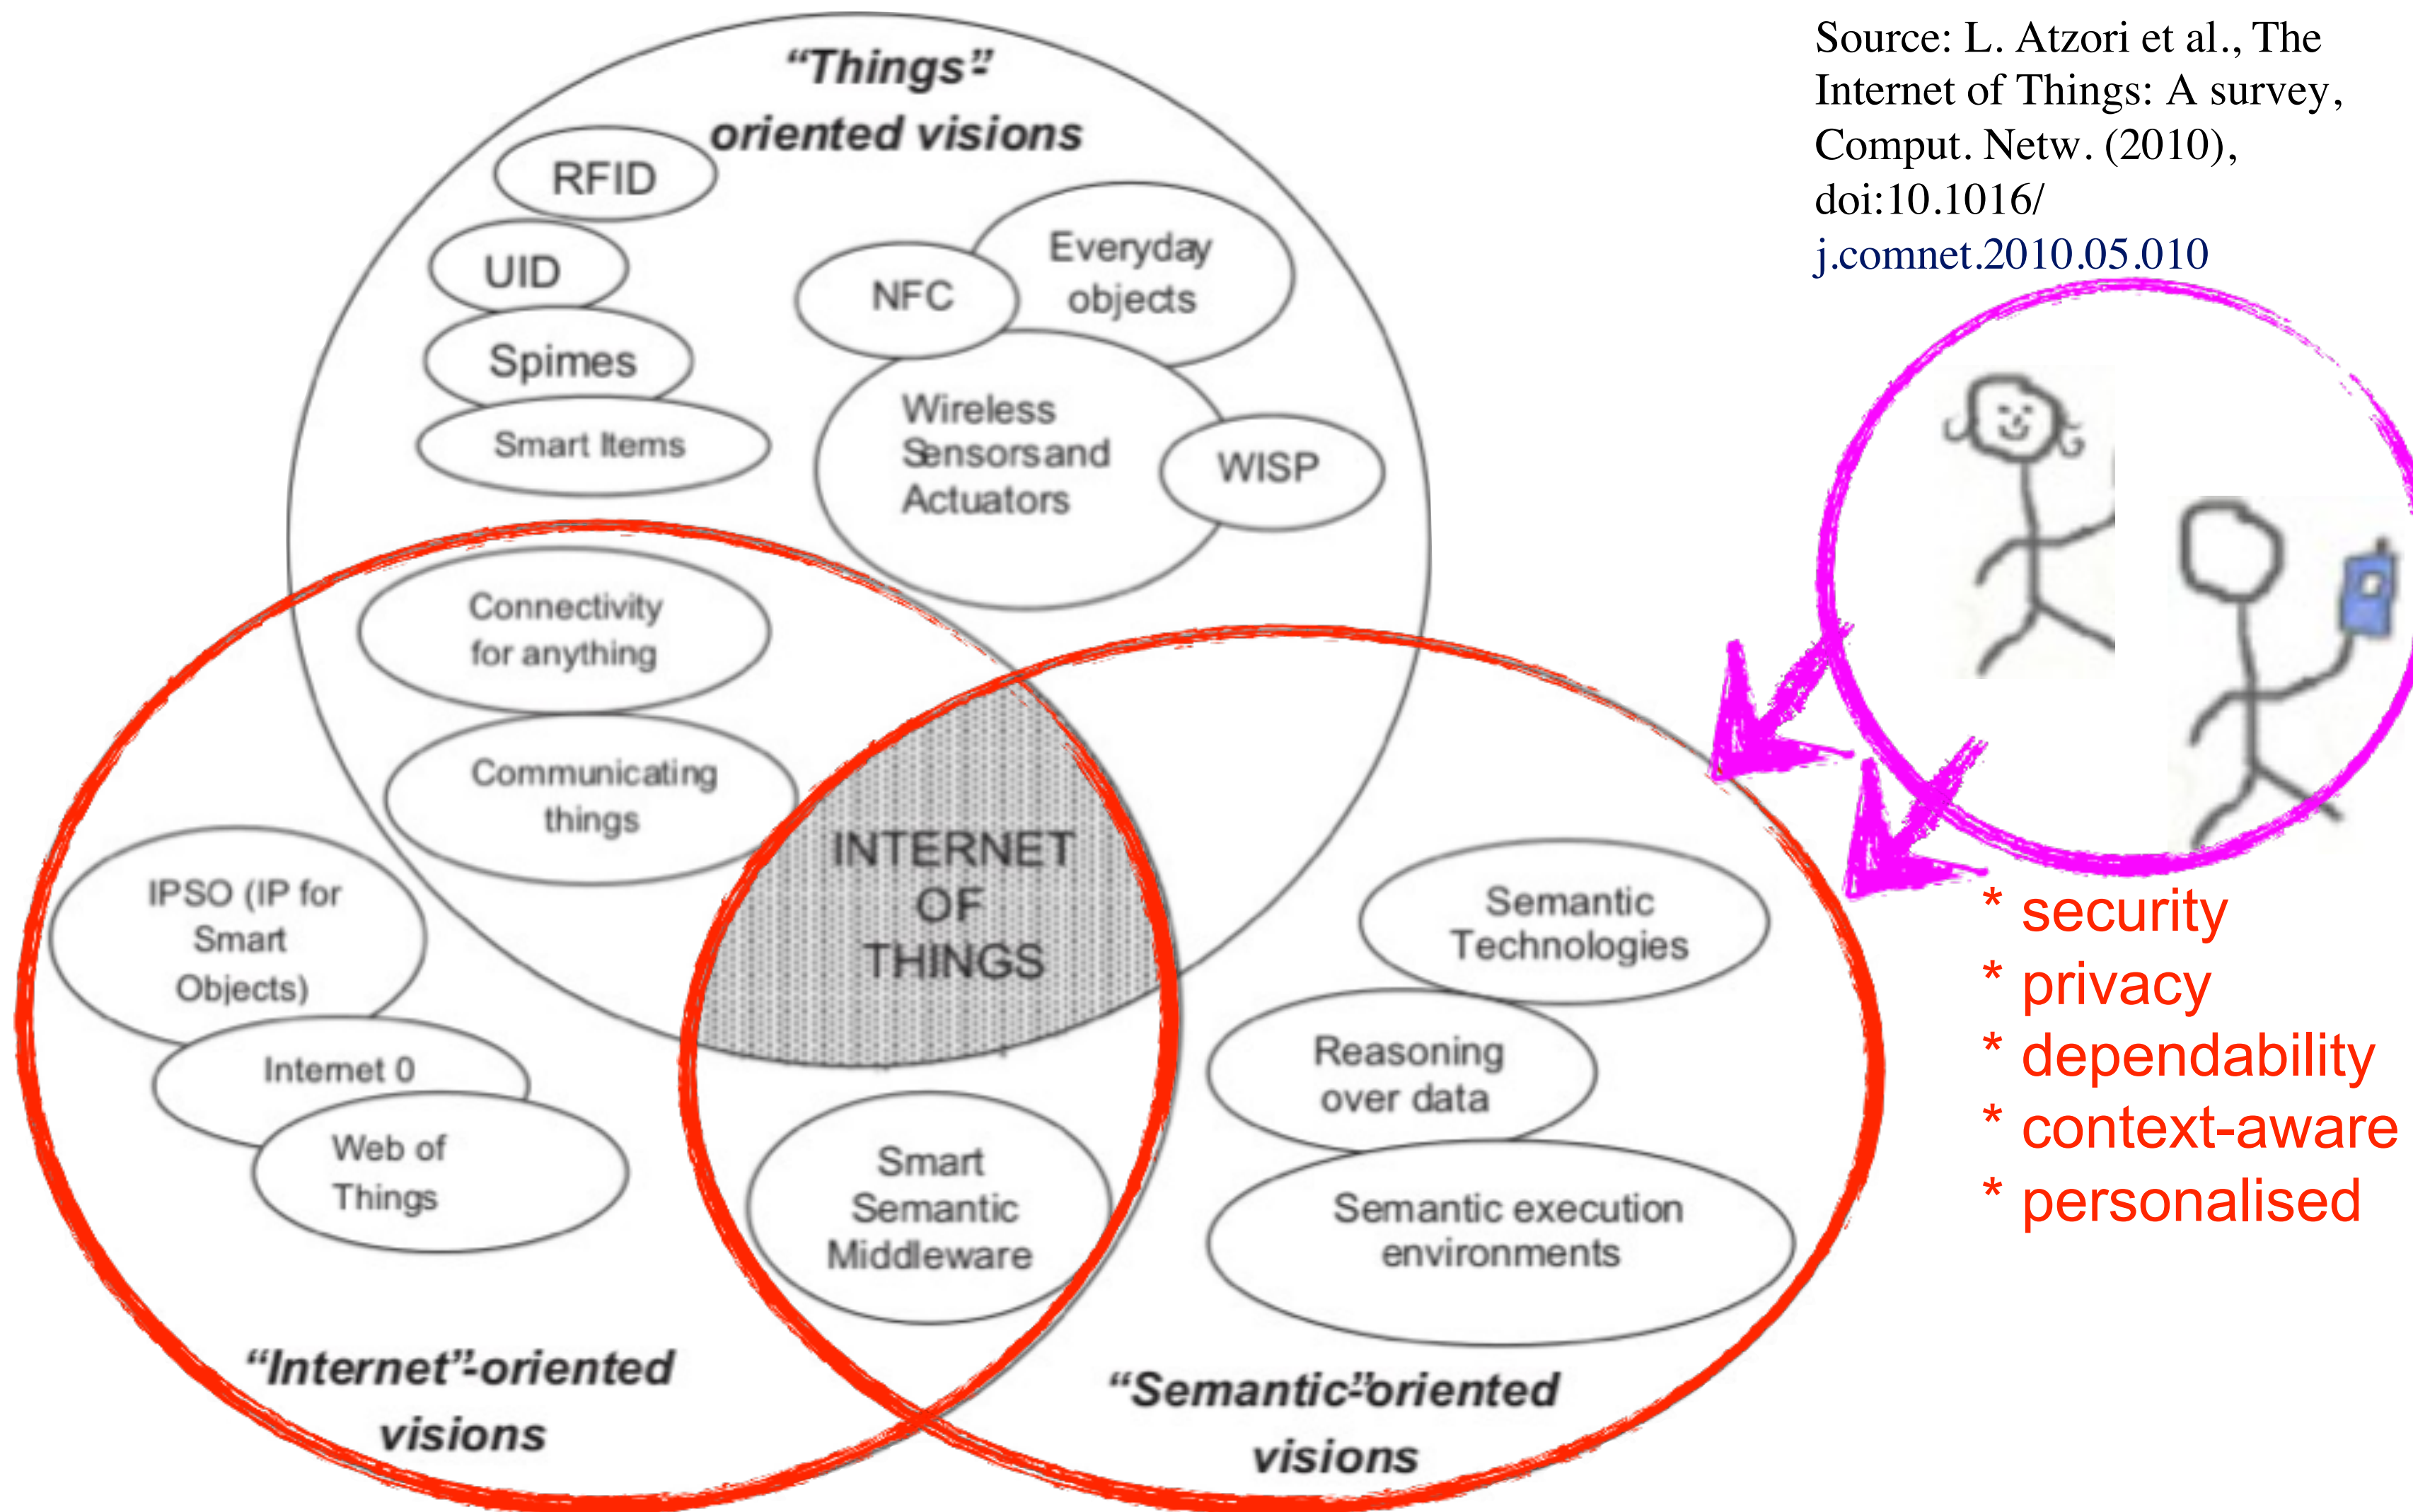 “Things”-
oriented visions
RFID
UID
Spimes
Smart Items
NFC
Everyday
objects
Wireless
Sensors and
Actuators
WISP
Connectivity
for anything
Communicating
things
INTERNET
OF
THINGS
IPSO (IP for
Smart
Objects)
Internet 0
Web of
Things
Smart
Semantic
Middleware
Semantic
Technologies
Reasoning
over data
Semantic execution
environments
“Internet”-oriented
visions
“Semantic”-oriented
visions
Source: L. Atzori et al., The
Internet of Things: A survey,
Comput. Netw. (2010),
doi:10.1016/
j.comnet.2010.05.010
* security
* privacy
* dependability
* context-aware
* personalised